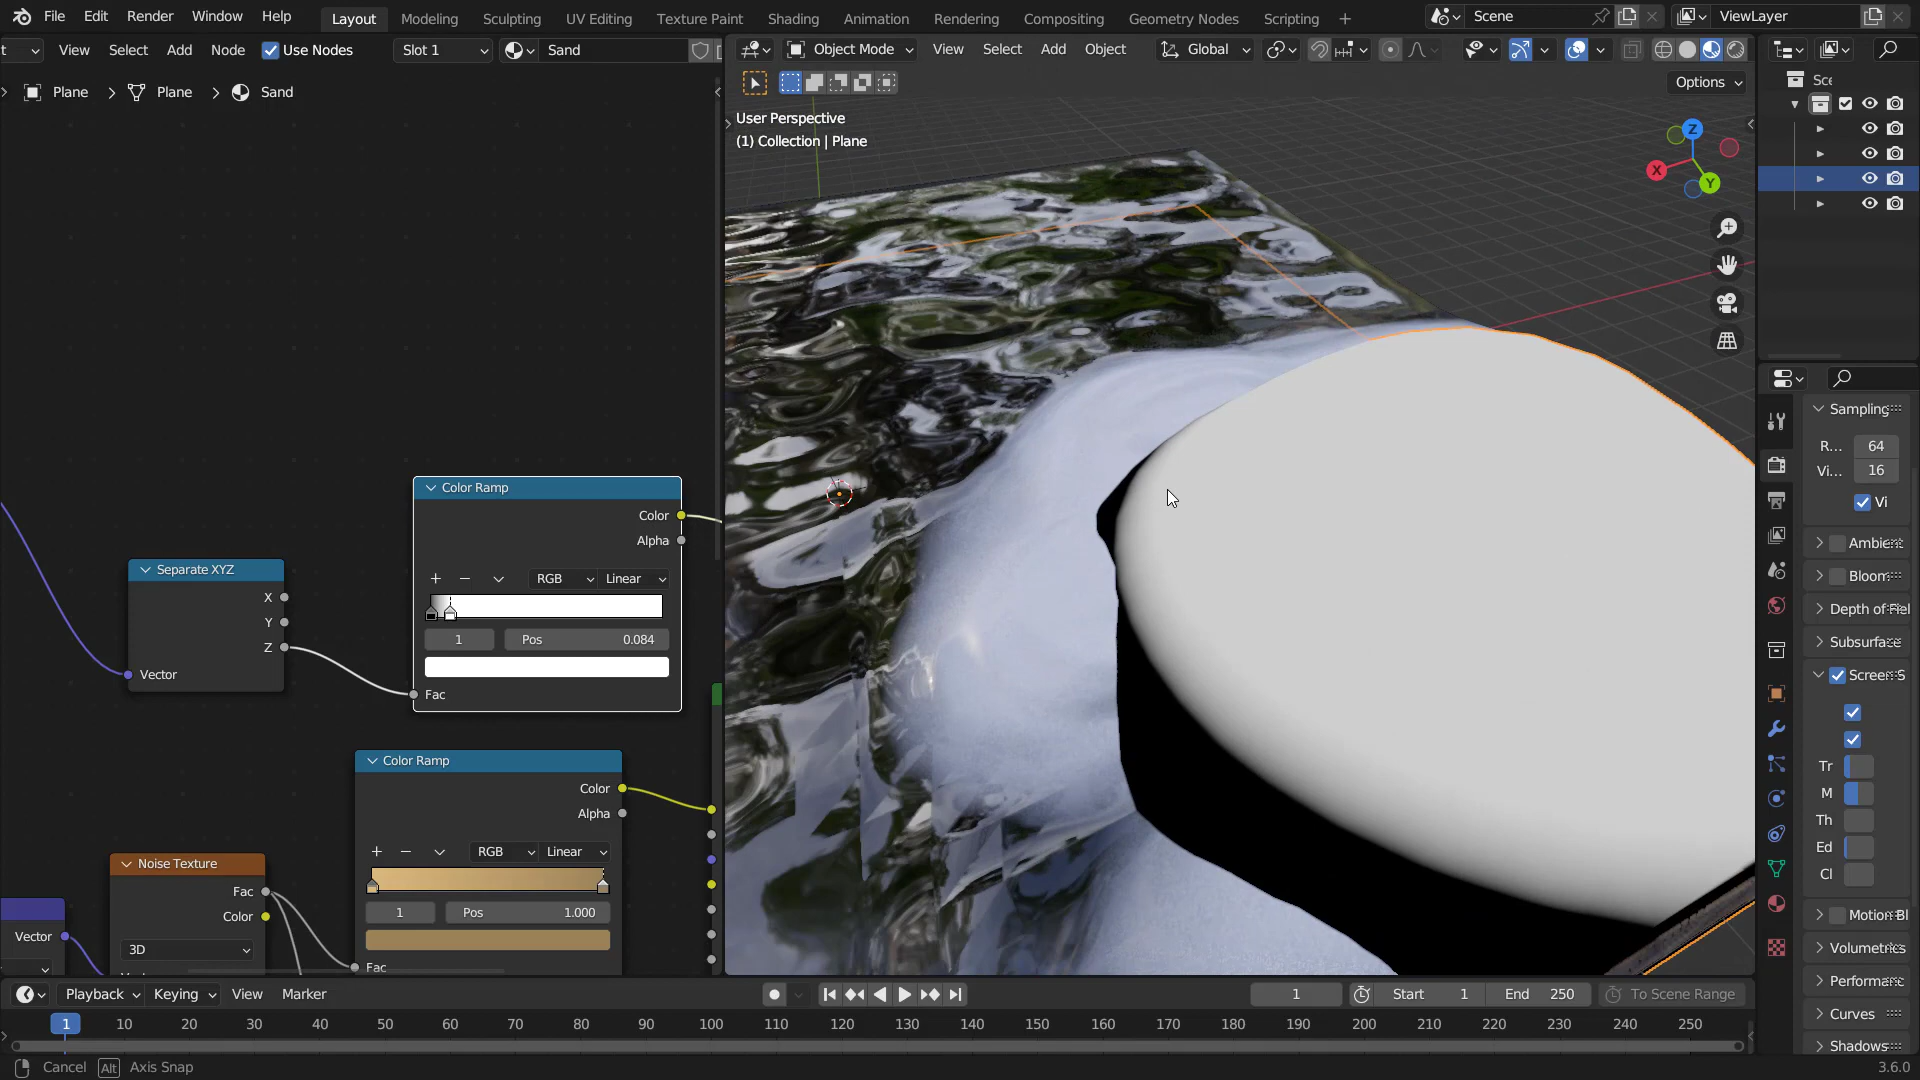 File Edit Render Window Help Layout Modeling Sculpting UV Editing Texture Paint Shading Animation Rendering Compositing Geometry Nodes Scripting + Scene ViewLayer
View Select Add Node Use Nodes Slot 1 Sand Object Mode View Select Add Object Global
Options
Plane > Plane > Sand
User Perspective
(1) Collection | Plane
Z
X
Y
Color Ramp
Color
Alpha
RGB Linear
1 Pos 0.084
Fac
Separate XYZ
X
Y
Z
Vector
Color Ramp
Color
Alpha
RGB Linear
1 Pos 1.000
Fac
Noise Texture
Fac
Color
3D
Vector
Sampling
R... 64
Vi... 16
Vi
Bloom
Depth of
Subsurface
Screen S
Tr
M
Th
Ed
Cl
Motion Bl
Volumetrics
Curves
Shadows
Playback Keying View Marker 1 Start 1 End 250 To Scene Range
1 10 20 30 40 50 60 70 80 90 100 110 120 130 140 150 160 170 180 190 200 210 220 230 240 250
Cancel Alt Axis Snap 3.6.0